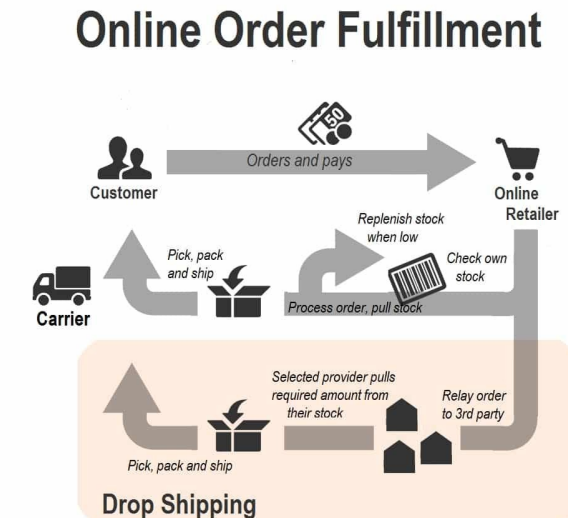 Online Order Fulfillment
50
Orders and pays
Customer
Online
Retailer
Replenish stock
when low
Pick, pack
and ship
Check own
stock
Process order, pull stock
Carrier
Selected provider pulls
required amount from
their stock
Relay order
to 3rd party
Pick, pack and ship
Drop Shipping